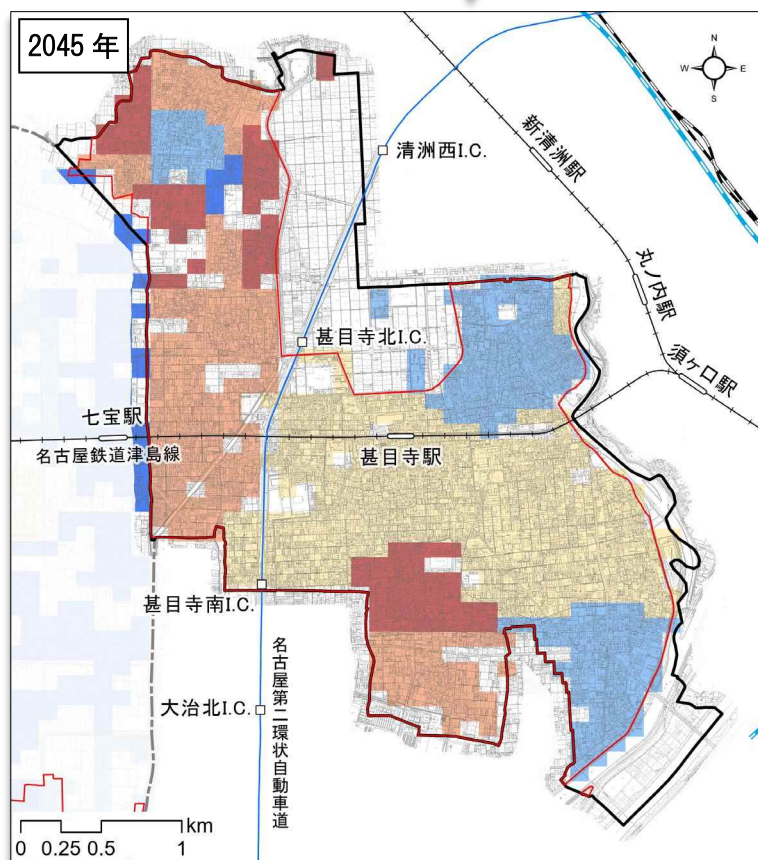 2045 年
N
W E
S
新清洲駅
清洲西I.C.
丸ノ内駅
須ヶ口駅
甚目寺北I.C.
七宝駅
名古屋鉄道津島線
甚目寺駅
甚目寺南I.C.
名古屋第二環状自動車道
大治北I.C.
km
0 0.25 0.5 1